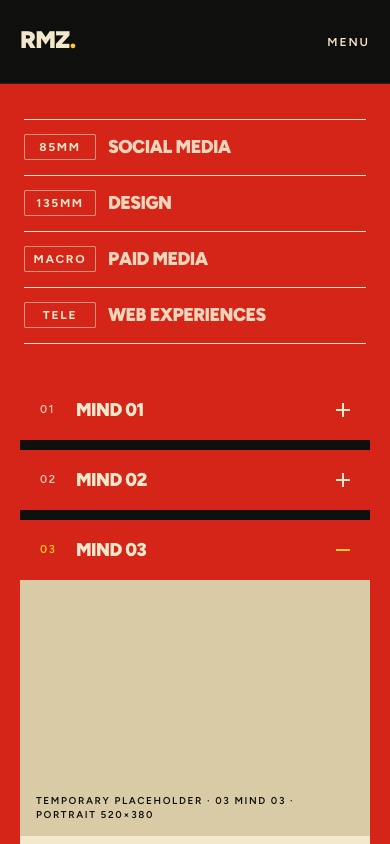 RMZ.
MENU
85MM SOCIAL MEDIA
135MM DESIGN
MACRO PAID MEDIA
TELE WEB EXPERIENCES
01 MIND 01 +
02 MIND 02 +
03 MIND 03 −
TEMPORARY PLACEHOLDER · 03 MIND 03 ·
PORTRAIT 520×380